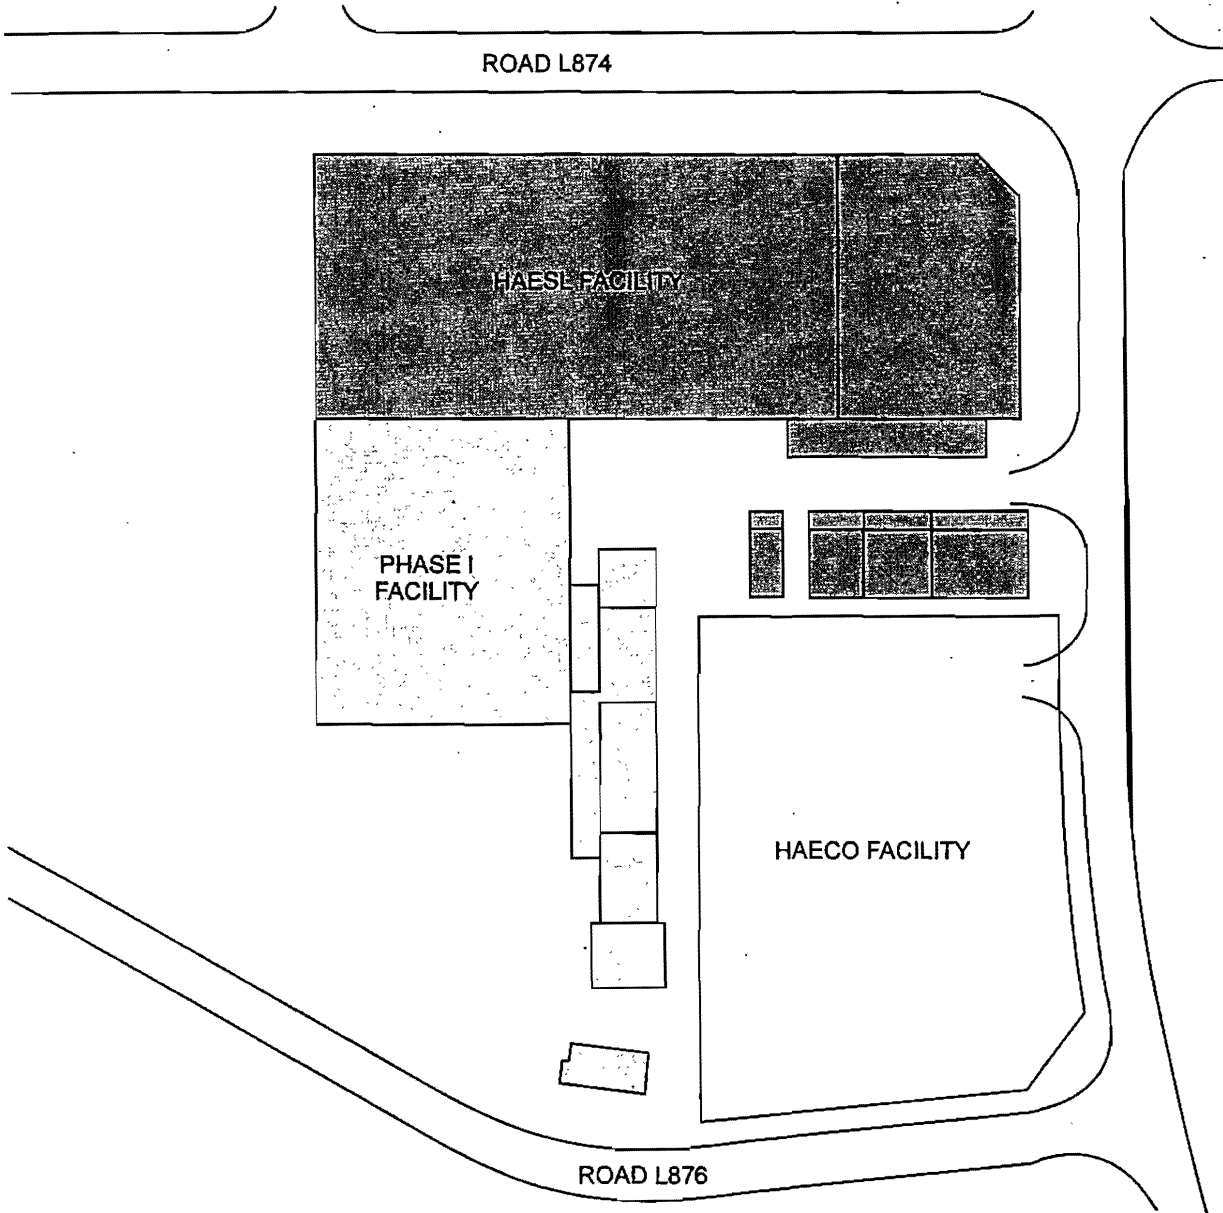 ROAD L874
HAESL FACILITY
PHASE I
FACILITY
HAECO FACILITY
ROAD L876